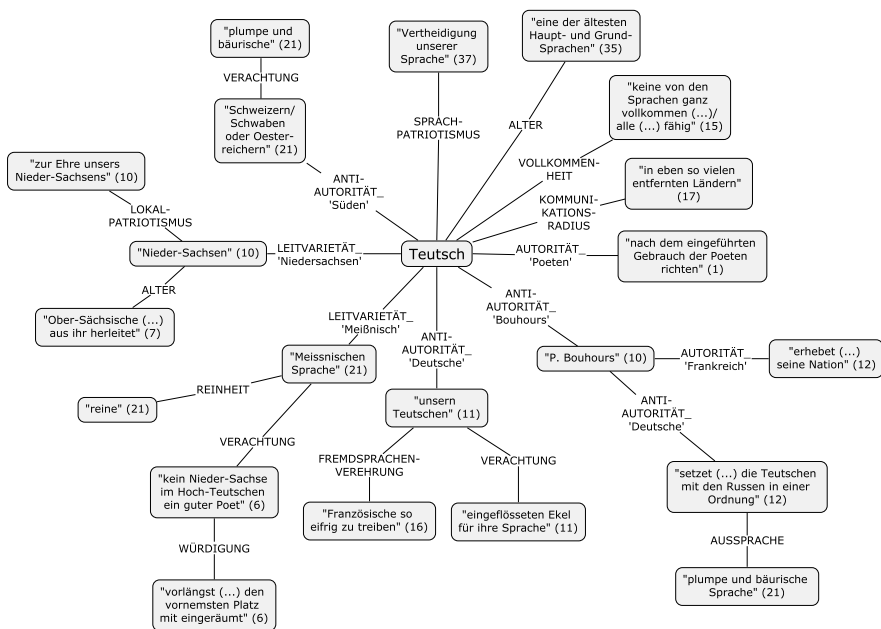 "plumpe und
bäurische" (21)
VERACHTUNG
"Schweizern/
Schwaben
oder Oester-
reichern" (21)
ANTI-
AUTORITÄT_
'Süden'
"Vertheidigung
unserer
Sprache" (37)
SPRACH-
PATRIOTISMUS
"eine der ältesten
Haupt- und Grund-
Sprachen" (35)
ALTER
"keine von den
Sprachen ganz
vollkommen (...)/
alle (...) fähig" (15)
VOLLKOMMEN-
HEIT
"in eben so vielen
entfernten Ländern"
(17)
KOMMUNI-
KATIONS-
RADIUS
"zur Ehre unsers
Nieder-Sachsens" (10)
LOKAL-
PATRIOTISMUS
"Nieder-Sachsen" (10)
LEITVARIETÄT_
'Niedersachsen'
Teutsch
AUTORITÄT_
'Poeten'
"nach dem eingeführten
Gebrauch der Poeten
richten" (1)
ALTER
"Ober-Sächsische (...)
aus ihr herleitet" (7)
LEITVARIETÄT_
'Meißnisch'
"Meissnischen
Sprache" (21)
REINHEIT
"reine" (21)
VERACHTUNG
"kein Nieder-Sachse
im Hoch-Teutschen
ein guter Poet" (6)
WÜRDIGUNG
"vorlängst (...) den
vornemsten Platz
mit eingeräumt" (6)
ANTI-
AUTORITÄT_
'Deutsche'
"unsern
Teutschen" (11)
FREMDSPRACHEN-
VEREHRUNG
"Französische so
eifrig zu treiben" (16)
VERACHTUNG
"eingeflösseten Ekel
für ihre Sprache" (11)
ANTI-
AUTORITÄT_
'Bouhours'
"P. Bouhours" (10)
AUTORITÄT_
'Frankreich'
"erhebet (...)
seine Nation" (12)
ANTI-
AUTORITÄT_
'Deutsche'
"setzet (...) die Teutschen
mit den Russen in einer
Ordnung" (12)
AUSSPRACHE
"plumpe und bäurische
Sprache" (21)